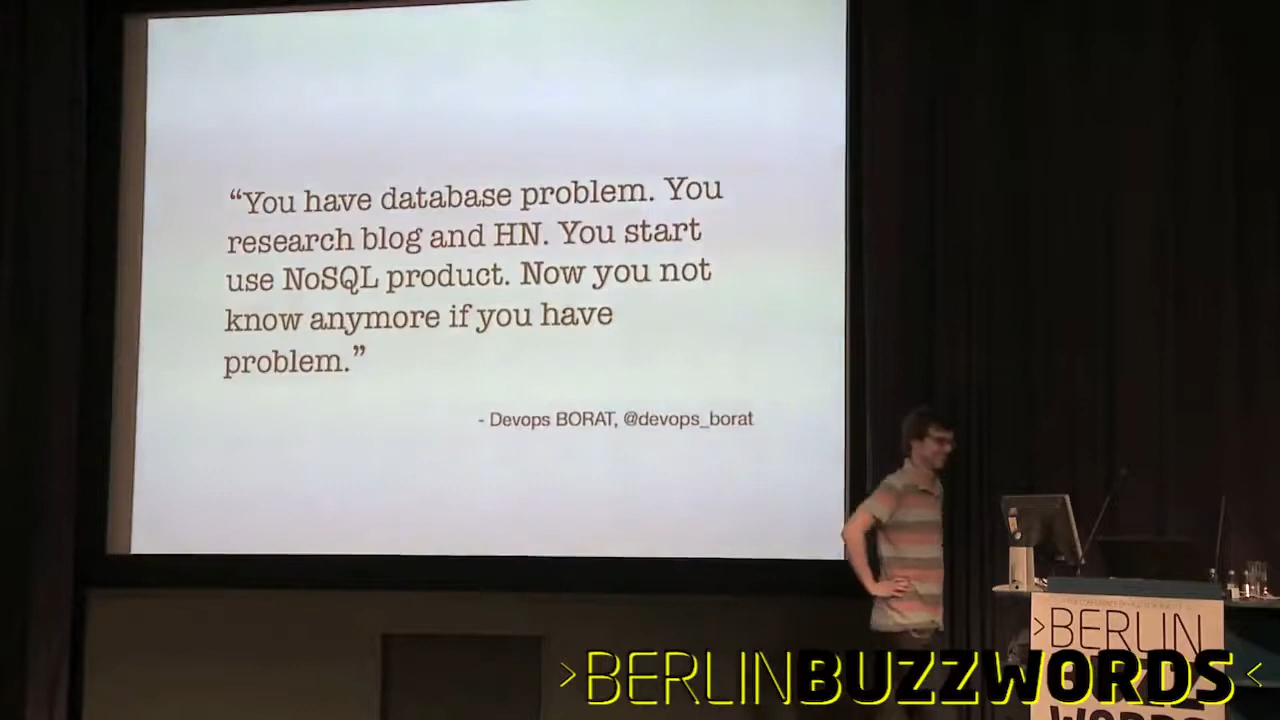 “You have database problem. You
research blog and HN. You start
use NoSQL product. Now you not
know anymore if you have
problem.”
- Devops BORAT, @devops_borat
>BERLIN
>BERLINBUZZWORDS<